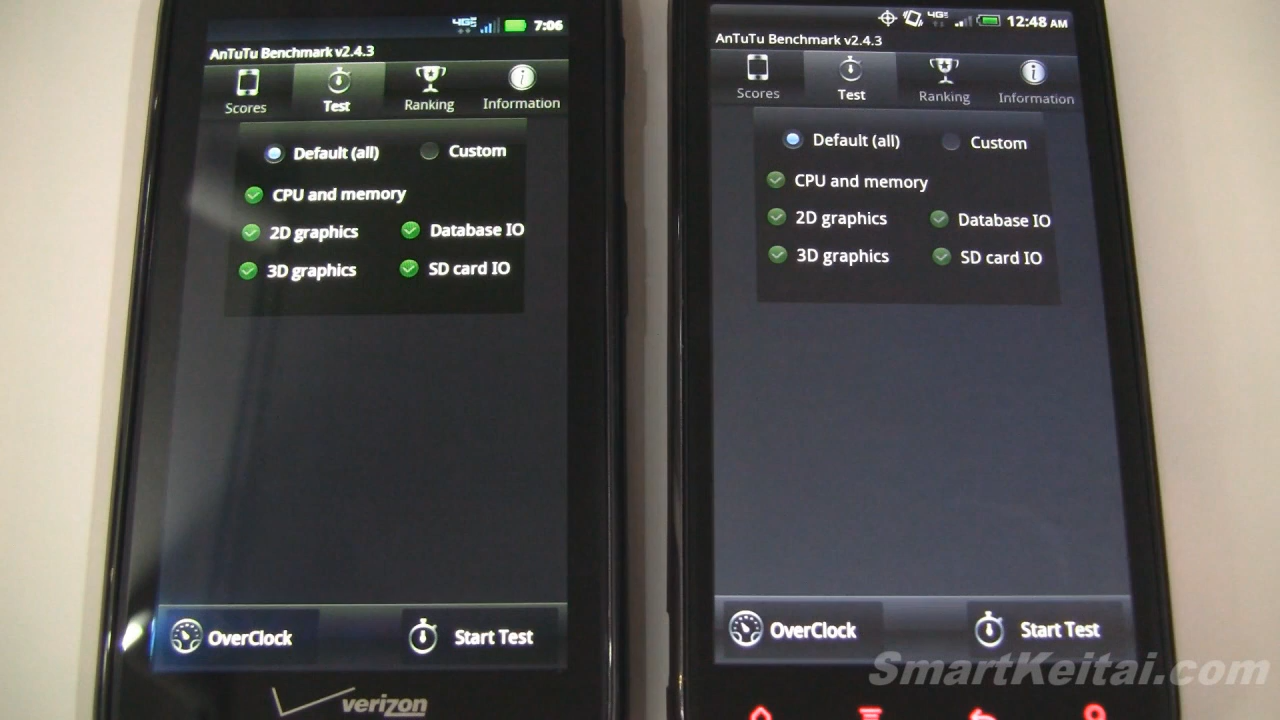 4G 7:06
AnTuTu Benchmark v2.4.3
Scores Test Ranking Information
Default (all) Custom
CPU and memory
2D graphics Database IO
3D graphics SD card IO
OverClock Start Test
verizon
4G 12:48 AM
AnTuTu Benchmark v2.4.3
Scores Test Ranking Information
Default (all) Custom
CPU and memory
2D graphics Database IO
3D graphics SD card IO
OverClock Start Test
SmartKeitai.com